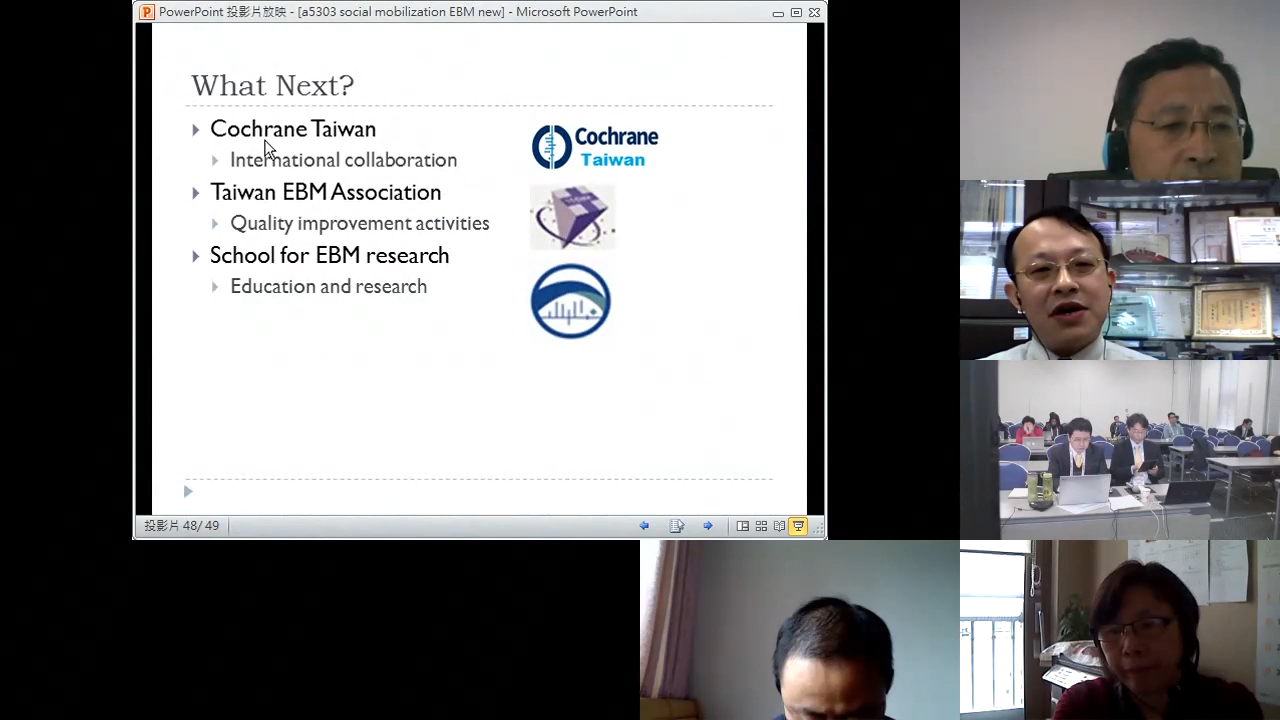 PowerPoint 投影片放映 - [a5303 social mobilization EBM new] - Microsoft PowerPoint
What Next?
Cochrane Taiwan
International collaboration
Taiwan EBM Association
Quality improvement activities
School for EBM research
Education and research
Cochrane
Taiwan
投影片 48/ 49